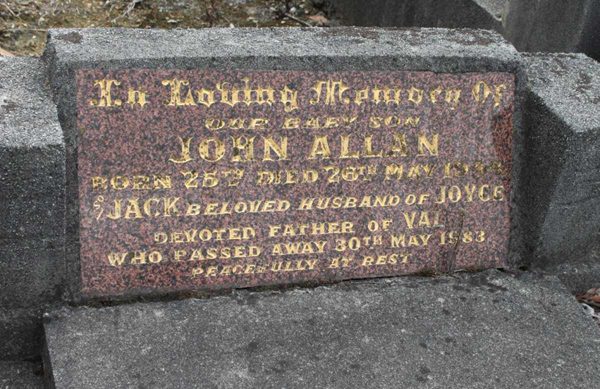 In Loving Memory Of
OUR BABY SON
JOHN ALLAN
BORN 25TH DIED 26TH MAY
JACK BELOVED HUSBAND OF JOYCE
DEVOTED FATHER OF VAL
WHO PASSED AWAY 30TH MAY 1983
PEACEFULLY AT REST